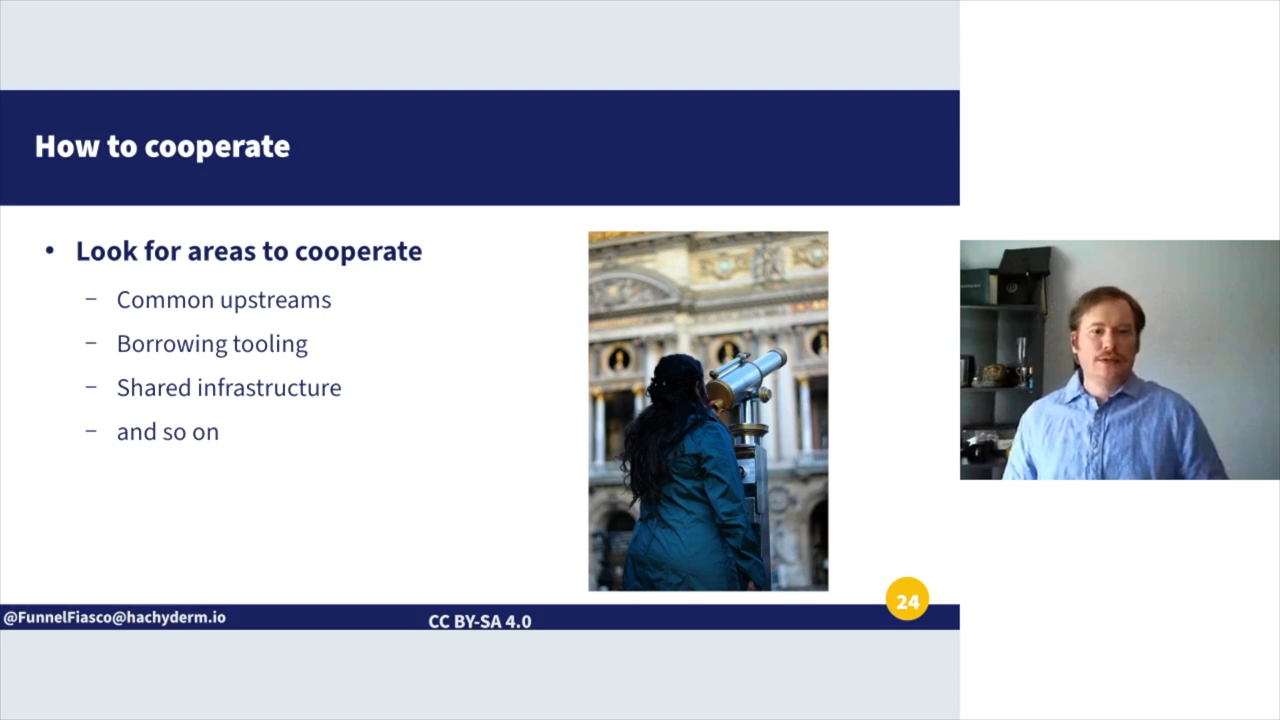 How to cooperate
• Look for areas to cooperate
– Common upstreams
– Borrowing tooling
– Shared infrastructure
– and so on
@FunnelFiasco@hachyderm.io
CC BY-SA 4.0
24